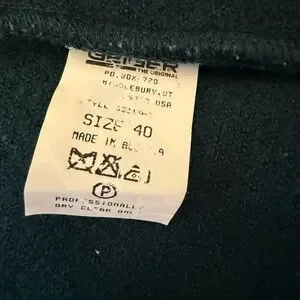 GEIGER
THE ORIGINAL
P.O.BOX 728
MIDDLEBURY.VT
USA
SIZE 40
MADE IN
P
PROFESSIONALLY
DRY CLEAN ONLY